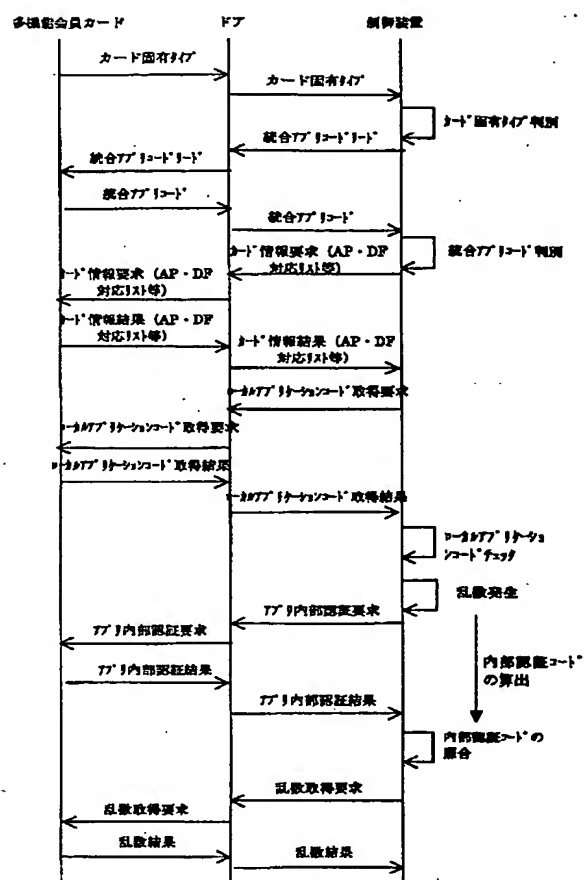 多機能会員カード　ドア　制御装置
カード固有ﾀｲﾌﾟ
カード固有ﾀｲﾌﾟ
ｶｰﾄﾞ固有ﾀｲﾌﾟ判別
統合ｱﾌﾟﾘｺｰﾄﾞﾘｰﾄﾞ
統合ｱﾌﾟﾘｺｰﾄﾞﾘｰﾄﾞ
統合ｱﾌﾟﾘｺｰﾄﾞ
統合ｱﾌﾟﾘｺｰﾄﾞ
統合ｱﾌﾟﾘｺｰﾄﾞ判別
ｶｰﾄﾞ情報要求（AP・DF
対応ﾘｽﾄ等）
ｶｰﾄﾞ情報要求（AP・DF
対応ﾘｽﾄ等）
ｶｰﾄﾞ情報結果（AP・DF
対応ﾘｽﾄ等）
ｶｰﾄﾞ情報結果（AP・DF
対応ﾘｽﾄ等）
ﾛｰｶﾙｱﾌﾟﾘｹｰｼｮﾝｺｰﾄﾞ取得要求
ﾛｰｶﾙｱﾌﾟﾘｹｰｼｮﾝｺｰﾄﾞ取得要求
ﾛｰｶﾙｱﾌﾟﾘｹｰｼｮﾝｺｰﾄﾞ取得結果
ﾛｰｶﾙｱﾌﾟﾘｹｰｼｮﾝｺｰﾄﾞ取得結果
ﾛｰｶﾙｱﾌﾟﾘｹｰｼｮ
ﾝｺｰﾄﾞﾁｪｯｸ
乱数発生
ｱﾌﾟﾘ内部認証要求
ｱﾌﾟﾘ内部認証要求
内部認証ｺｰﾄﾞ
の算出
ｱﾌﾟﾘ内部認証結果
ｱﾌﾟﾘ内部認証結果
内部認証ｺｰﾄﾞの
照合
乱数取得要求
乱数取得要求
乱数結果
乱数結果